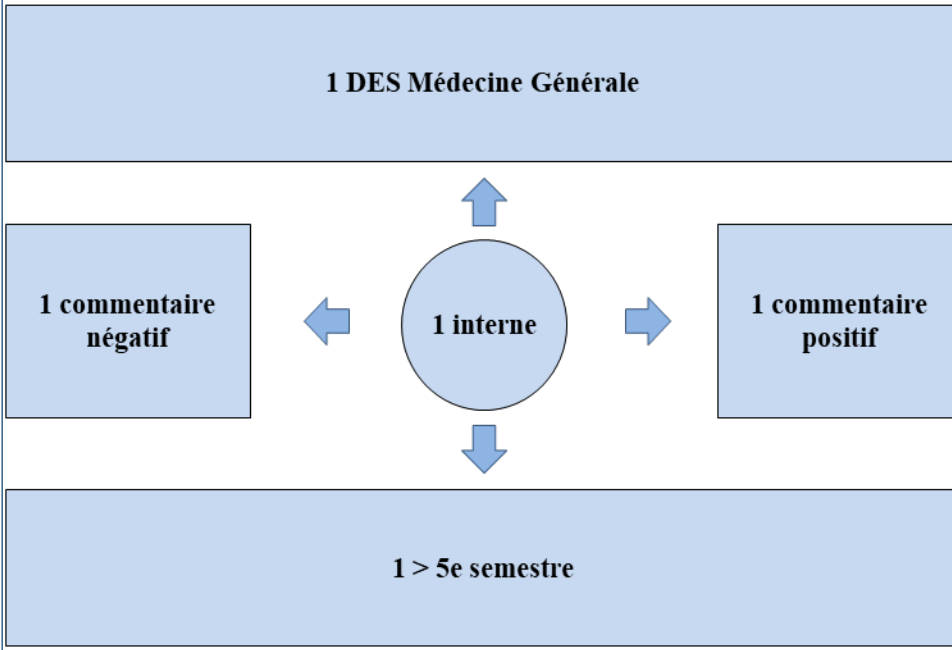 1 DES Médecine Générale
1 commentaire
négatif
1 interne
1 commentaire
positif
1 > 5e semestre